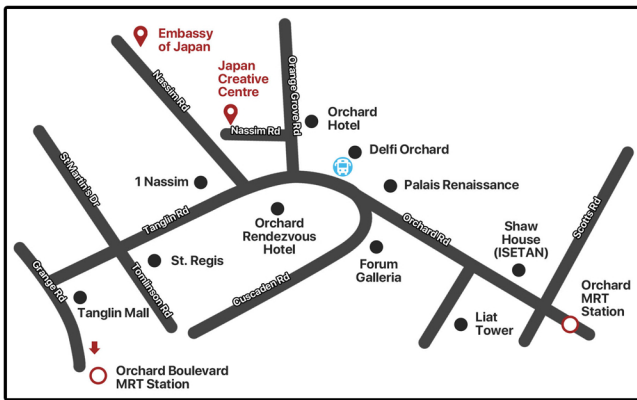 Embassy
of Japan
Japan
Creative
Centre
Nassim Rd
Nassim Rd
Orange Grove Rd
Orchard
Hotel
Delfi Orchard
St Martin's Dr
1 Nassim
Palais Renaissance
Tanglin Rd
Orchard
Rendezvous
Hotel
Orchard Rd
Scotts Rd
Shaw
House
(ISETAN)
Grange Rd
St. Regis
Tomlinson Rd
Cuscaden Rd
Forum
Galleria
Orchard
MRT
Station
Tanglin Mall
Liat
Tower
Orchard Boulevard
MRT Station